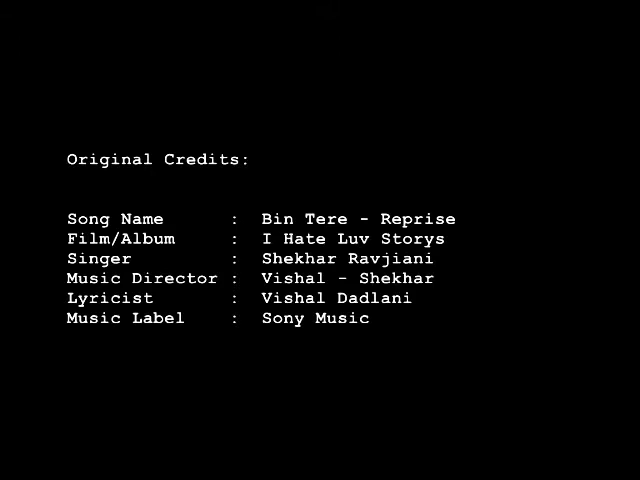 Original Credits:
Song Name : Bin Tere - Reprise
Film/Album : I Hate Luv Storys
Singer : Shekhar Ravjiani
Music Director : Vishal - Shekhar
Lyricist : Vishal Dadlani
Music Label : Sony Music